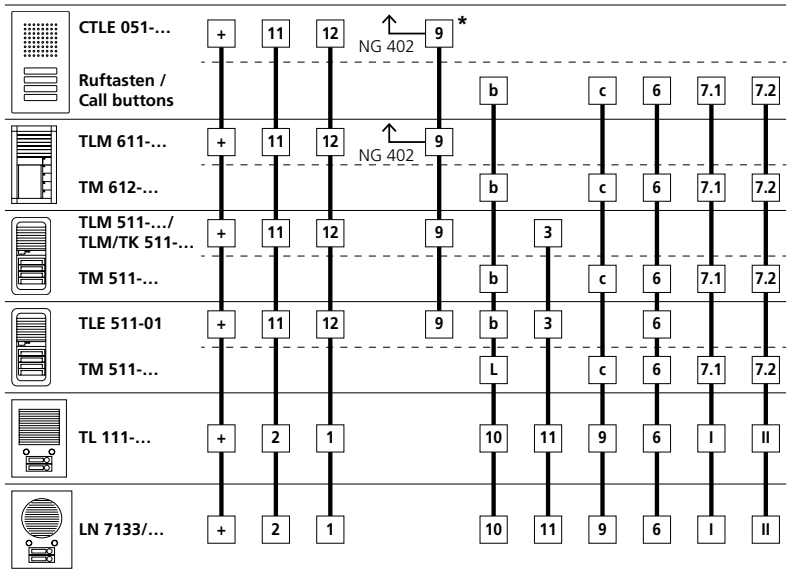 CTLE 051-... + 11 12 NG 402 9 *
Ruftasten /
Call buttons b c 6 7.1 7.2
TLM 611-... + 11 12 NG 402 9
TM 612-... b c 6 7.1 7.2
TLM 511-.../
TLM/TK 511-... + 11 12 9 3
TM 511-... b c 6 7.1 7.2
TLE 511-01 + 11 12 9 b 3 6
TM 511-... L c 6 7.1 7.2
TL 111-... + 2 1 10 11 9 6 I II
LN 7133/... + 2 1 10 11 9 6 I II